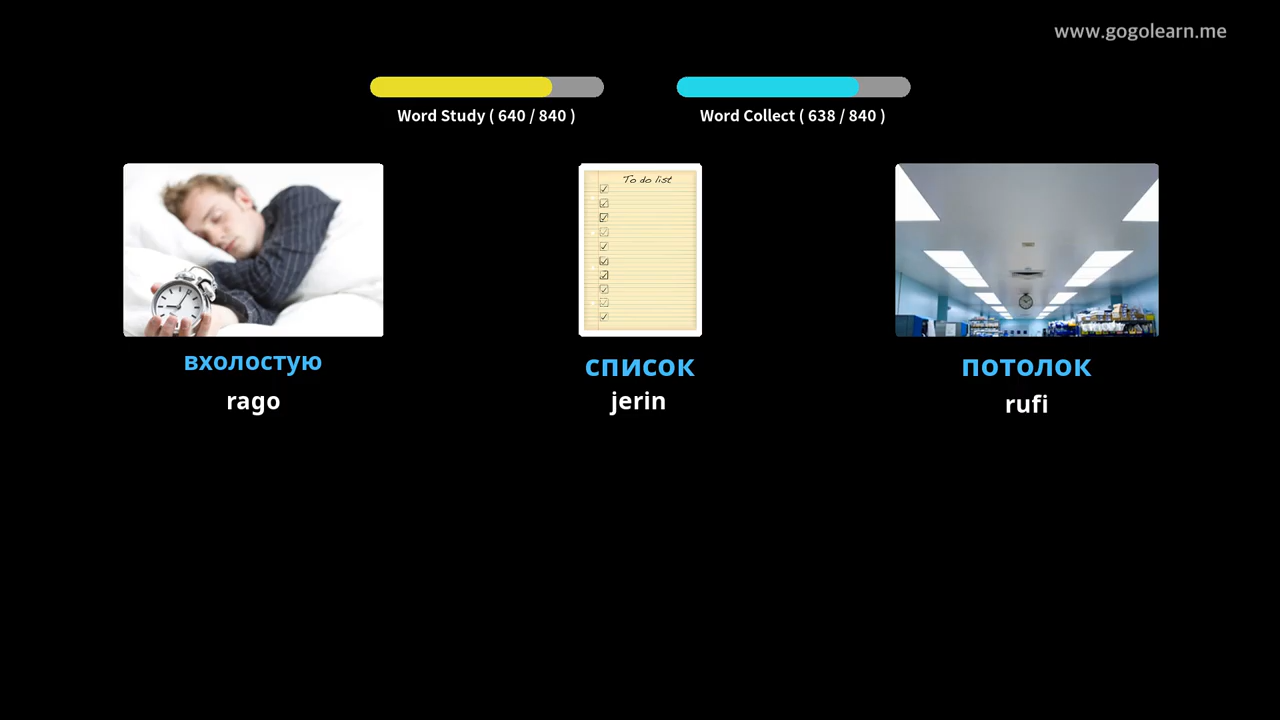 www.gogolearn.me
Word Study ( 640 / 840 )
Word Collect ( 638 / 840 )
To do list
вхолостую
список
потолок
rago
jerin
rufi